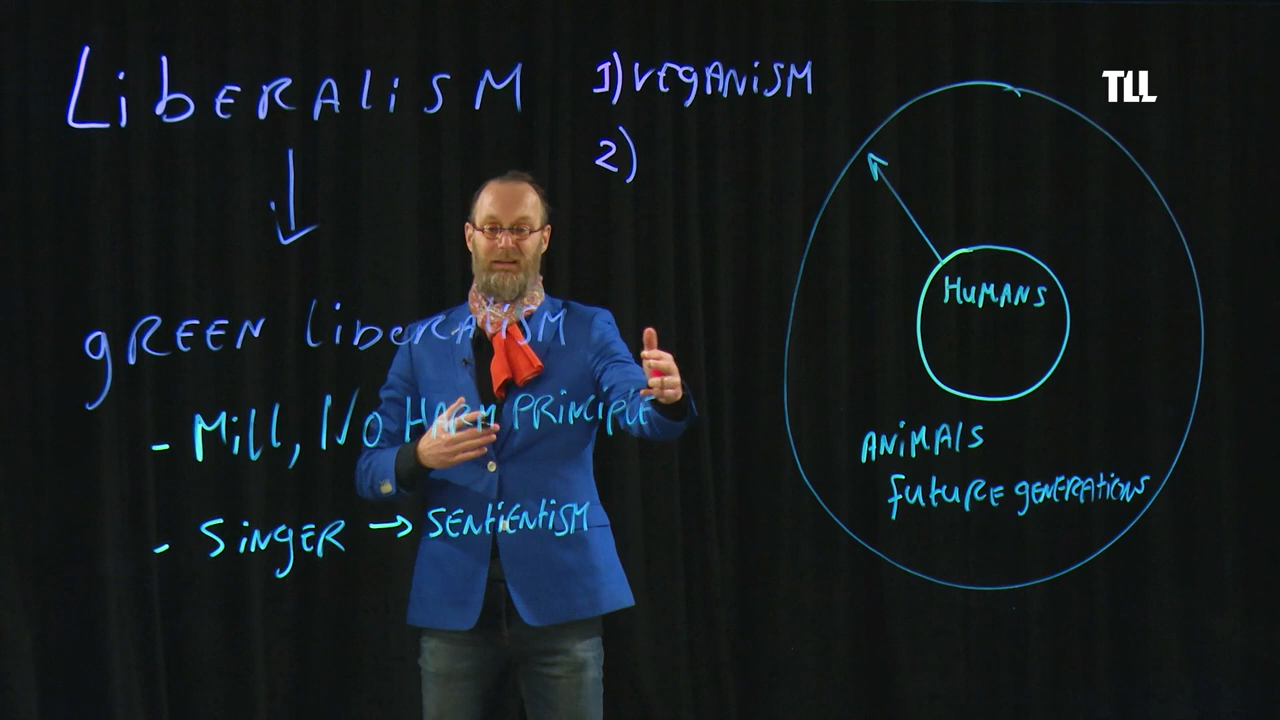 LiBERALiSM
gREEN LiberALiSM
- Mill, No HARM PRiNCiPLE
- SiNgER → SENtiENtiSM
1) VEgANiSM
2)
TLL
HuMANS
ANiMAlS
futuRE gENERAtiONS